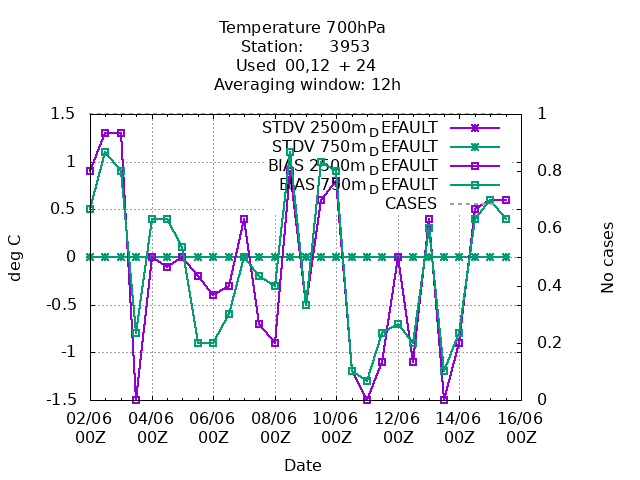 Temperature 700hPa
Station: 3953
Used 00,12 + 24
Averaging window: 12h
STDV 2500m_DEFAULT
STDV 750m_DEFAULT
BIAS 2500m_DEFAULT
BIAS 750m_DEFAULT
CASES
1.5
1
0.5
0
-0.5
-1
-1.5
deg C
1
0.8
0.6
0.4
0.2
0
No cases
02/06 04/06 06/06 08/06 10/06 12/06 14/06 16/06
00Z 00Z 00Z 00Z 00Z 00Z 00Z 00Z
Date